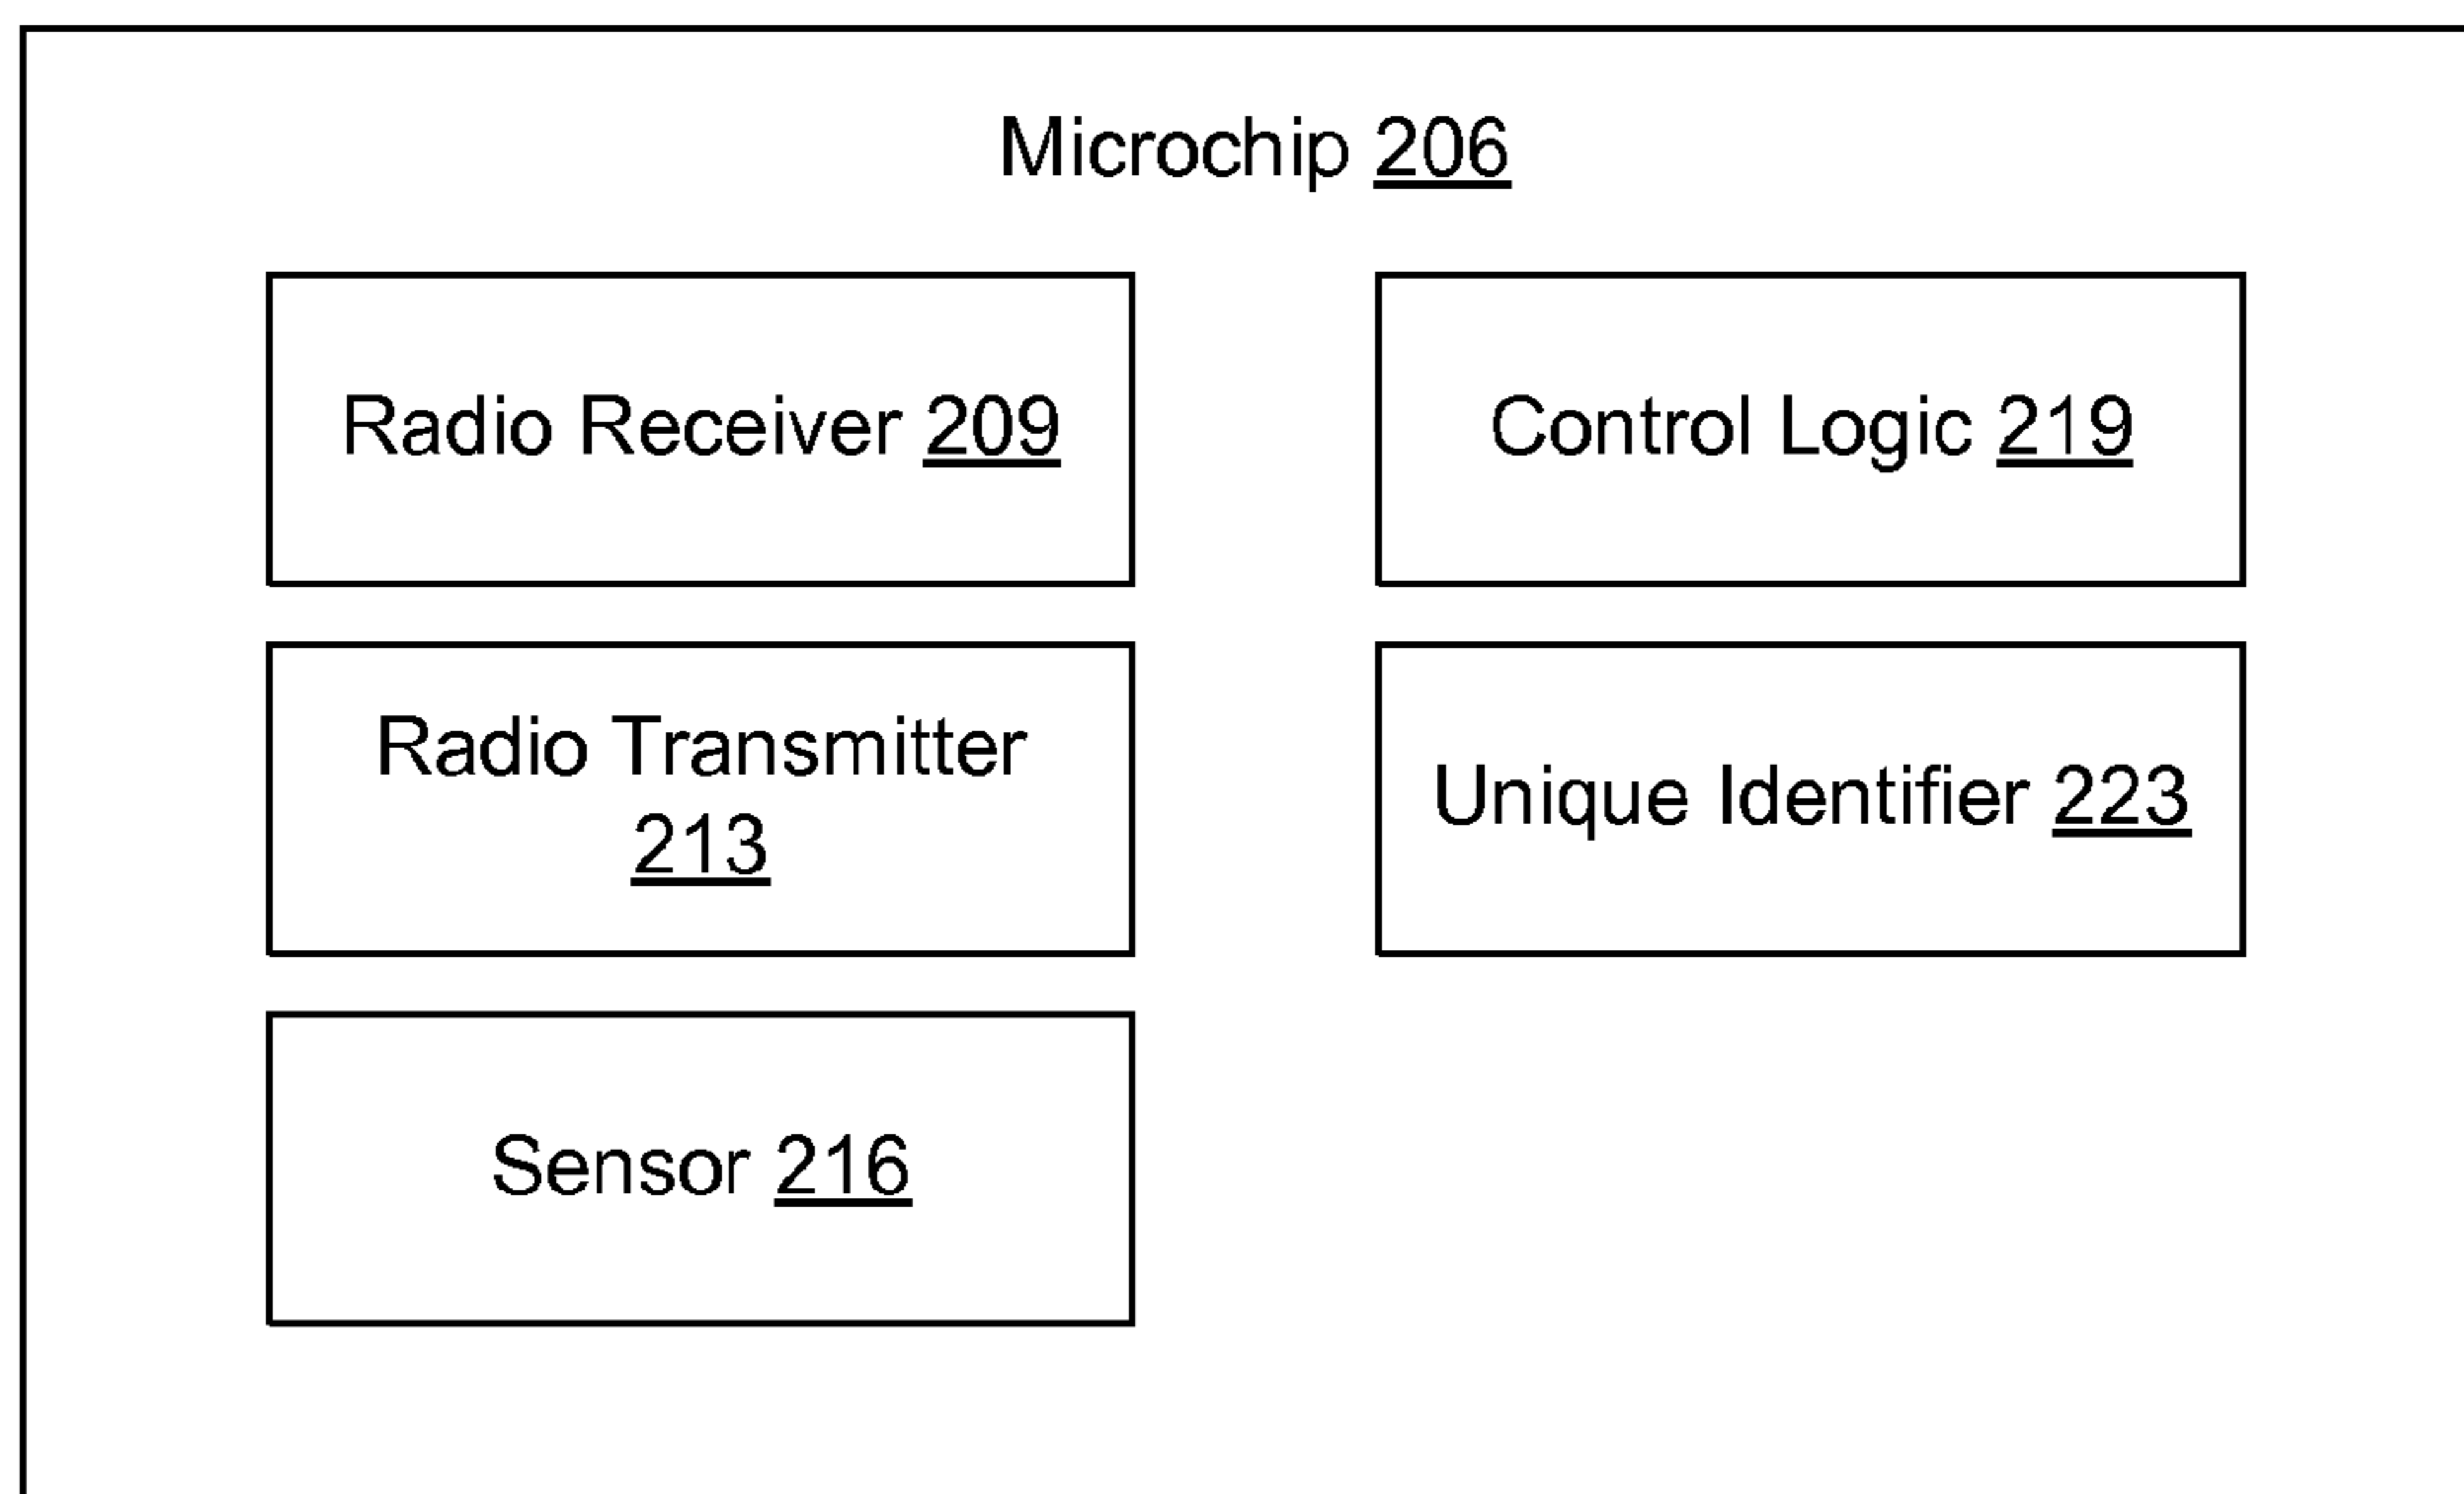 Microchip 206
Radio Receiver 209
Control Logic 219
Radio Transmitter
213
Unique Identifier 223
Sensor 216